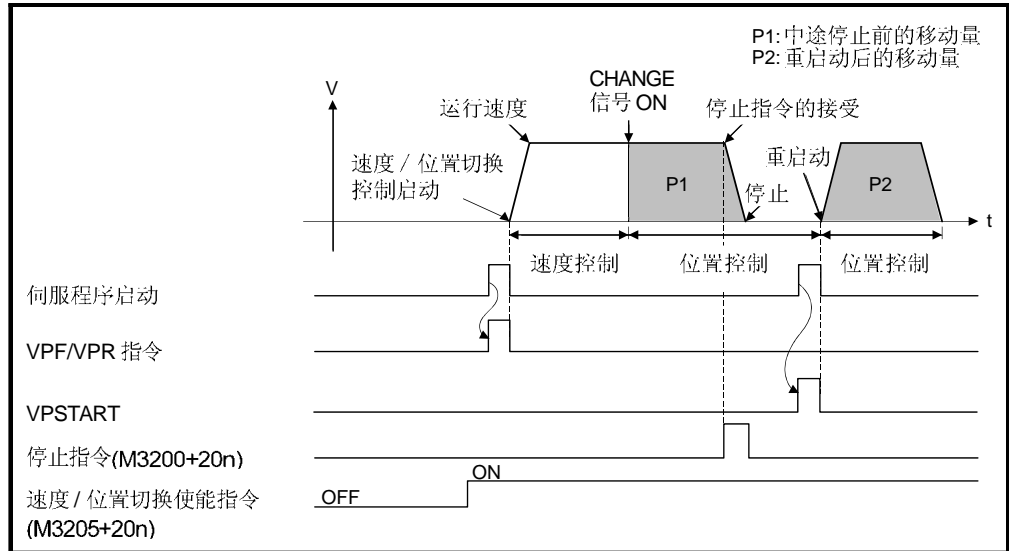 P1:中途停止前的移动量
P2:重启动后的移动量
CHANGE
信号 ON
V
运行速度
停止指令的接受
速度 / 位置切换
控制启动
重启动
P1
P2
停止
t
速度控制
位置控制
位置控制
伺服程序启动
VPF/VPR 指令
VPSTART
停止指令(M3200+20n)
ON
速度 / 位置切换使能指令
OFF
(M3205+20n)